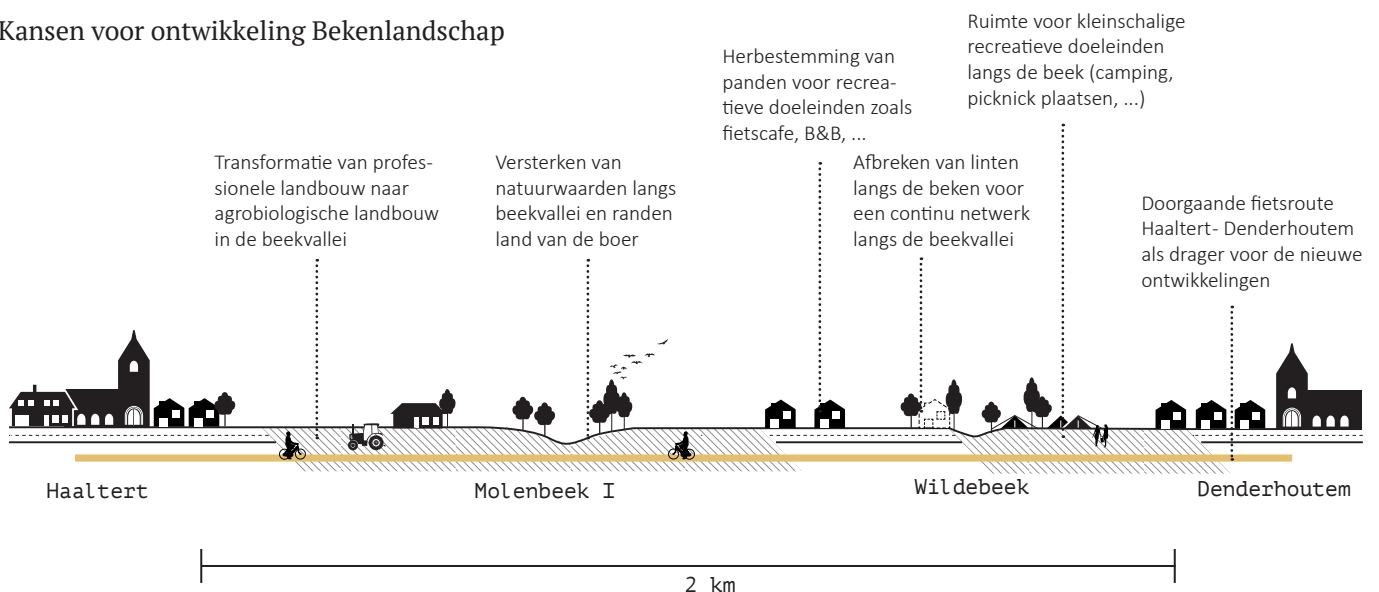 Kansen voor ontwikkeling Bekenlandschap
Transformatie van profes-
sionele landbouw naar
agrobiologische landbouw
in de beekvallei
Versterken van
natuurwaarden langs
beekvallei en randen
land van de boer
Herbestemming van
panden voor recrea-
tieve doeleinden zoals
fietscafe, B&B, ...
Afbreken van linten
langs de beken voor
een continu netwerk
langs de beekvallei
Ruimte voor kleinschalige
recreatieve doeleinden
langs de beek (camping,
picknick plaatsen, ...)
Doorgaande fietsroute
Haaltert- Denderhoutem
als drager voor de nieuwe
ontwikkelingen
Haaltert
Molenbeek I
Wildebeek
Denderhoutem
2 km